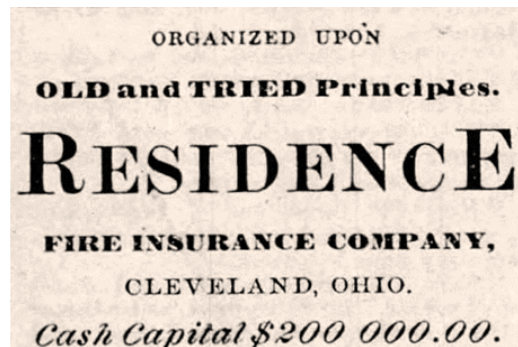 ORGANIZED UPON
OLD and TRIED Principles.
RESIDENCE
FIRE INSURANCE COMPANY,
CLEVELAND, OHIO.
Cash Capital $200 000.00.